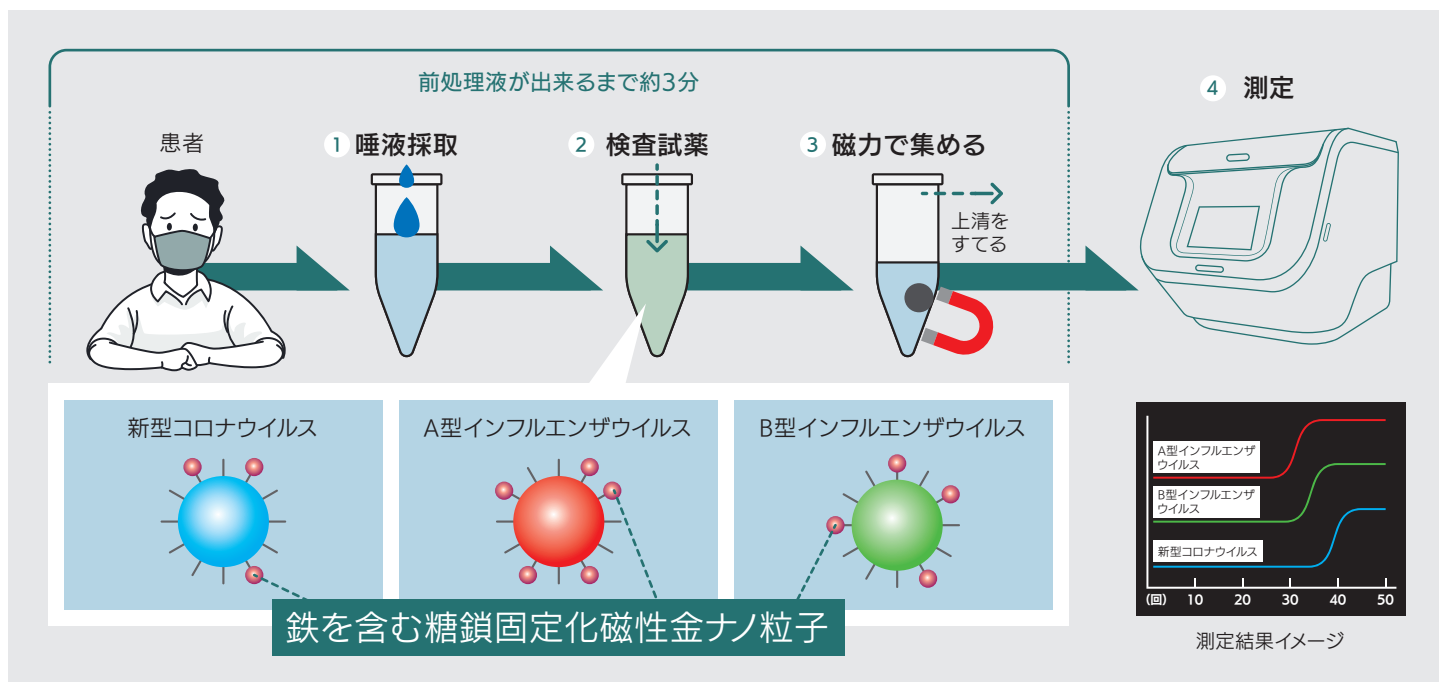 前処理液が出来るまで約3分
患者
1 唾液採取
2 検査試薬
3 磁力で集める
上清を
すてる
4 測定
新型コロナウイルス
A型インフルエンザウイルス
B型インフルエンザウイルス
鉄を含む糖鎖固定化磁性金ナノ粒子
A型インフルエンザ
ウイルス
B型インフルエンザ
ウイルス
新型コロナウイルス
(回) 10 20 30 40 50
測定結果イメージ